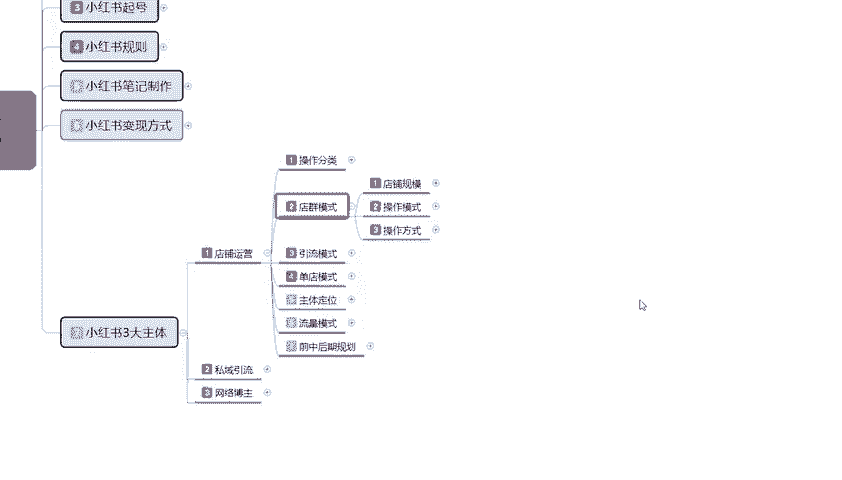 3 小红书起号
4 小红书规则
小红书笔记制作
小红书变现方式
小红书3大主体
1 店铺运营
1 操作分类
2 店群模式
1 店铺规模
2 操作模式
3 操作方式
3 引流模式
4 单店模式
主体定位
流量模式
前中后期规划
2 私域引流
3 网络博主